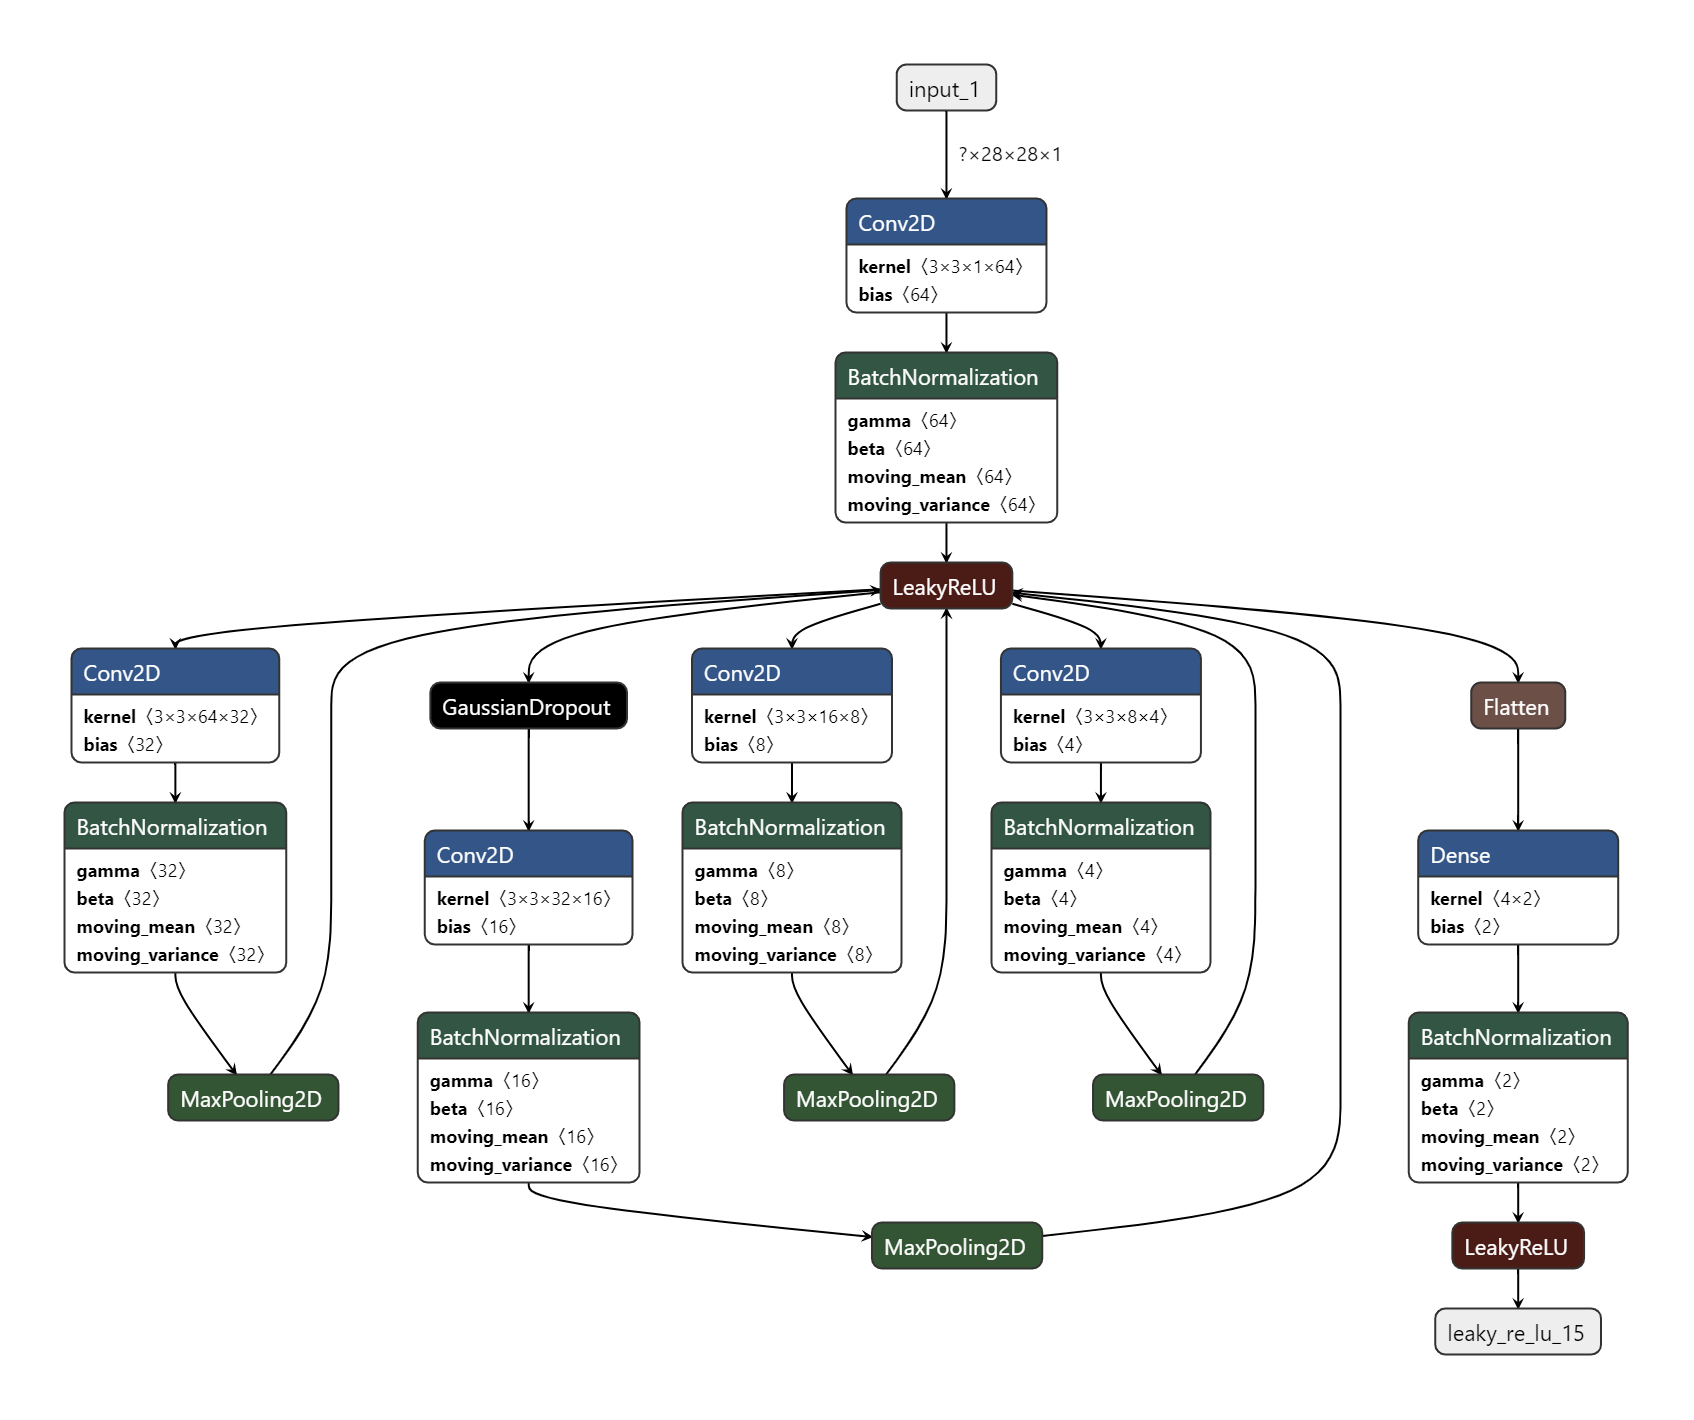 input_1
?×28×28×1
Conv2D
kernel〈3×3×1×64〉
bias〈64〉
BatchNormalization
gamma〈64〉
beta〈64〉
moving_mean〈64〉
moving_variance〈64〉
LeakyReLU
Conv2D
kernel〈3×3×64×32〉
bias〈32〉
BatchNormalization
gamma〈32〉
beta〈32〉
moving_mean〈32〉
moving_variance〈32〉
MaxPooling2D
GaussianDropout
Conv2D
kernel〈3×3×32×16〉
bias〈16〉
BatchNormalization
gamma〈16〉
beta〈16〉
moving_mean〈16〉
moving_variance〈16〉
MaxPooling2D
Conv2D
kernel〈3×3×16×8〉
bias〈8〉
BatchNormalization
gamma〈8〉
beta〈8〉
moving_mean〈8〉
moving_variance〈8〉
MaxPooling2D
Conv2D
kernel〈3×3×8×4〉
bias〈4〉
BatchNormalization
gamma〈4〉
beta〈4〉
moving_mean〈4〉
moving_variance〈4〉
MaxPooling2D
Flatten
Dense
kernel〈4×2〉
bias〈2〉
BatchNormalization
gamma〈2〉
beta〈2〉
moving_mean〈2〉
moving_variance〈2〉
LeakyReLU
leaky_re_lu_15